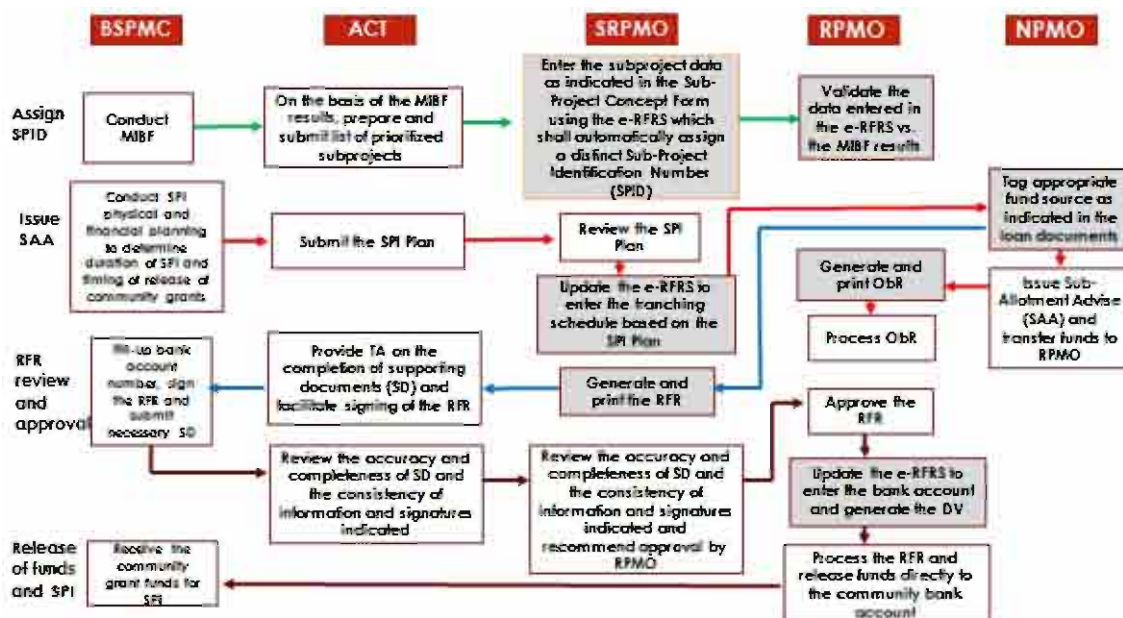 BSPMC
ACT
SRPMO
RPMO
NPMO
Assign
SPID
Conduct
MIBF
On the basis of the MIBF
results, prepare and
submit list of prioritized
subprojects
Enter the subproject data
as indicated in the Sub-
Project Concept Form
using the e-RFRS which
shall automatically assign
a distinct Sub-Project
Identification Number
(SPID)
Validate the
data entered in
the e-RFRS vs.
the MIBF results
Issue
SAA
Conduct SPI
physical and
financial planning
to determine
duration of SPI and
timing of release of
community grants
Submit the SPI Plan
Review the SPI
Plan
Update the e-RFRS to
enter the tranching
schedule based on the
SPI Plan
Tag appropriate
fund source as
indicated in the
loan documents
Generate and
print ObR
Process ObR
Issue Sub-
Allotment Advise
(SAA) and
transfer funds to
RPMO
RFR
review
and
approval
Fill-up bank
account
number, sign
the RFR and
submit
necessary SD
Provide TA on the
completion of supporting
documents (SD) and
facilitate signing of the RFR
Generate and
print the RFR
Approve the
RFR
Review the accuracy and
completeness of SD and
the consistency of
information and signatures
indicated
Review the accuracy and
completeness of SD and
the consistency of
information and signatures
indicated and
recommend approval by
RPMO
Update the e-RFRS to
enter the bank account
and generate the DV
Release
of funds
and SPI
Receive the
community
grant funds for
SPI
Process the RFR and
release funds directly to
the community bank
account